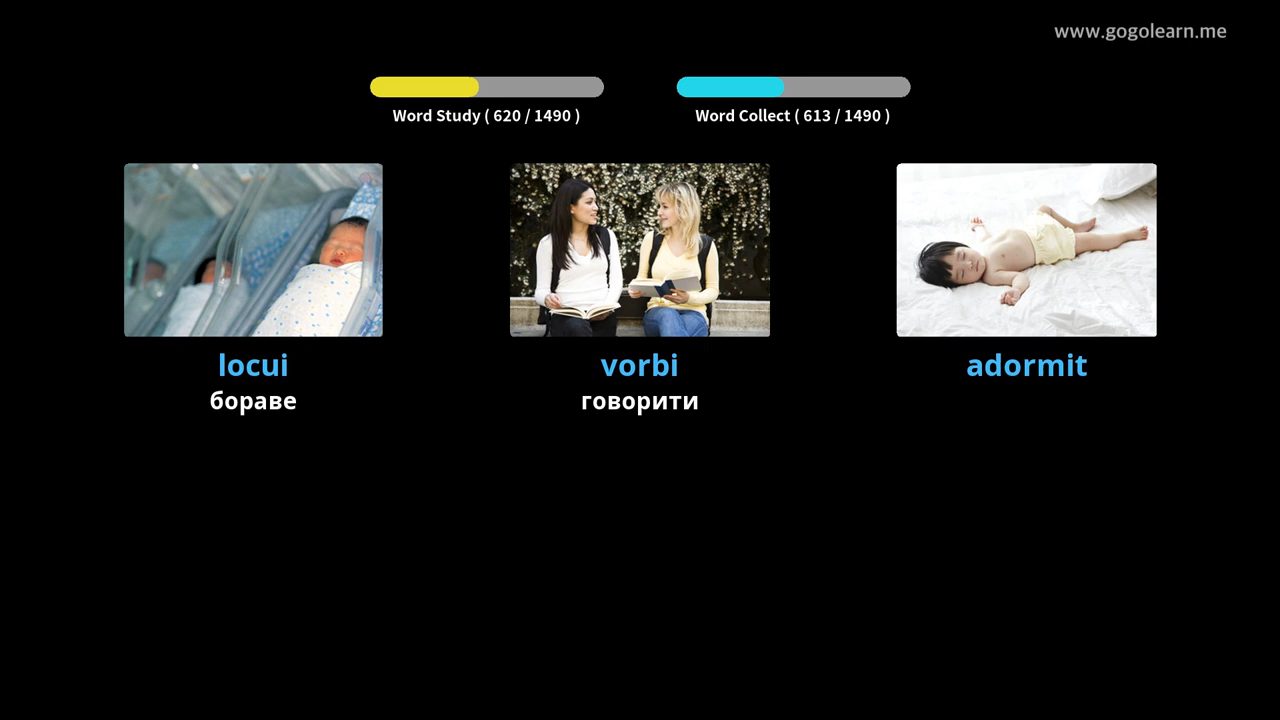 www.gogolearn.me
Word Study ( 620 / 1490 )
Word Collect ( 613 / 1490 )
locui
бораве
vorbi
говорити
adormit